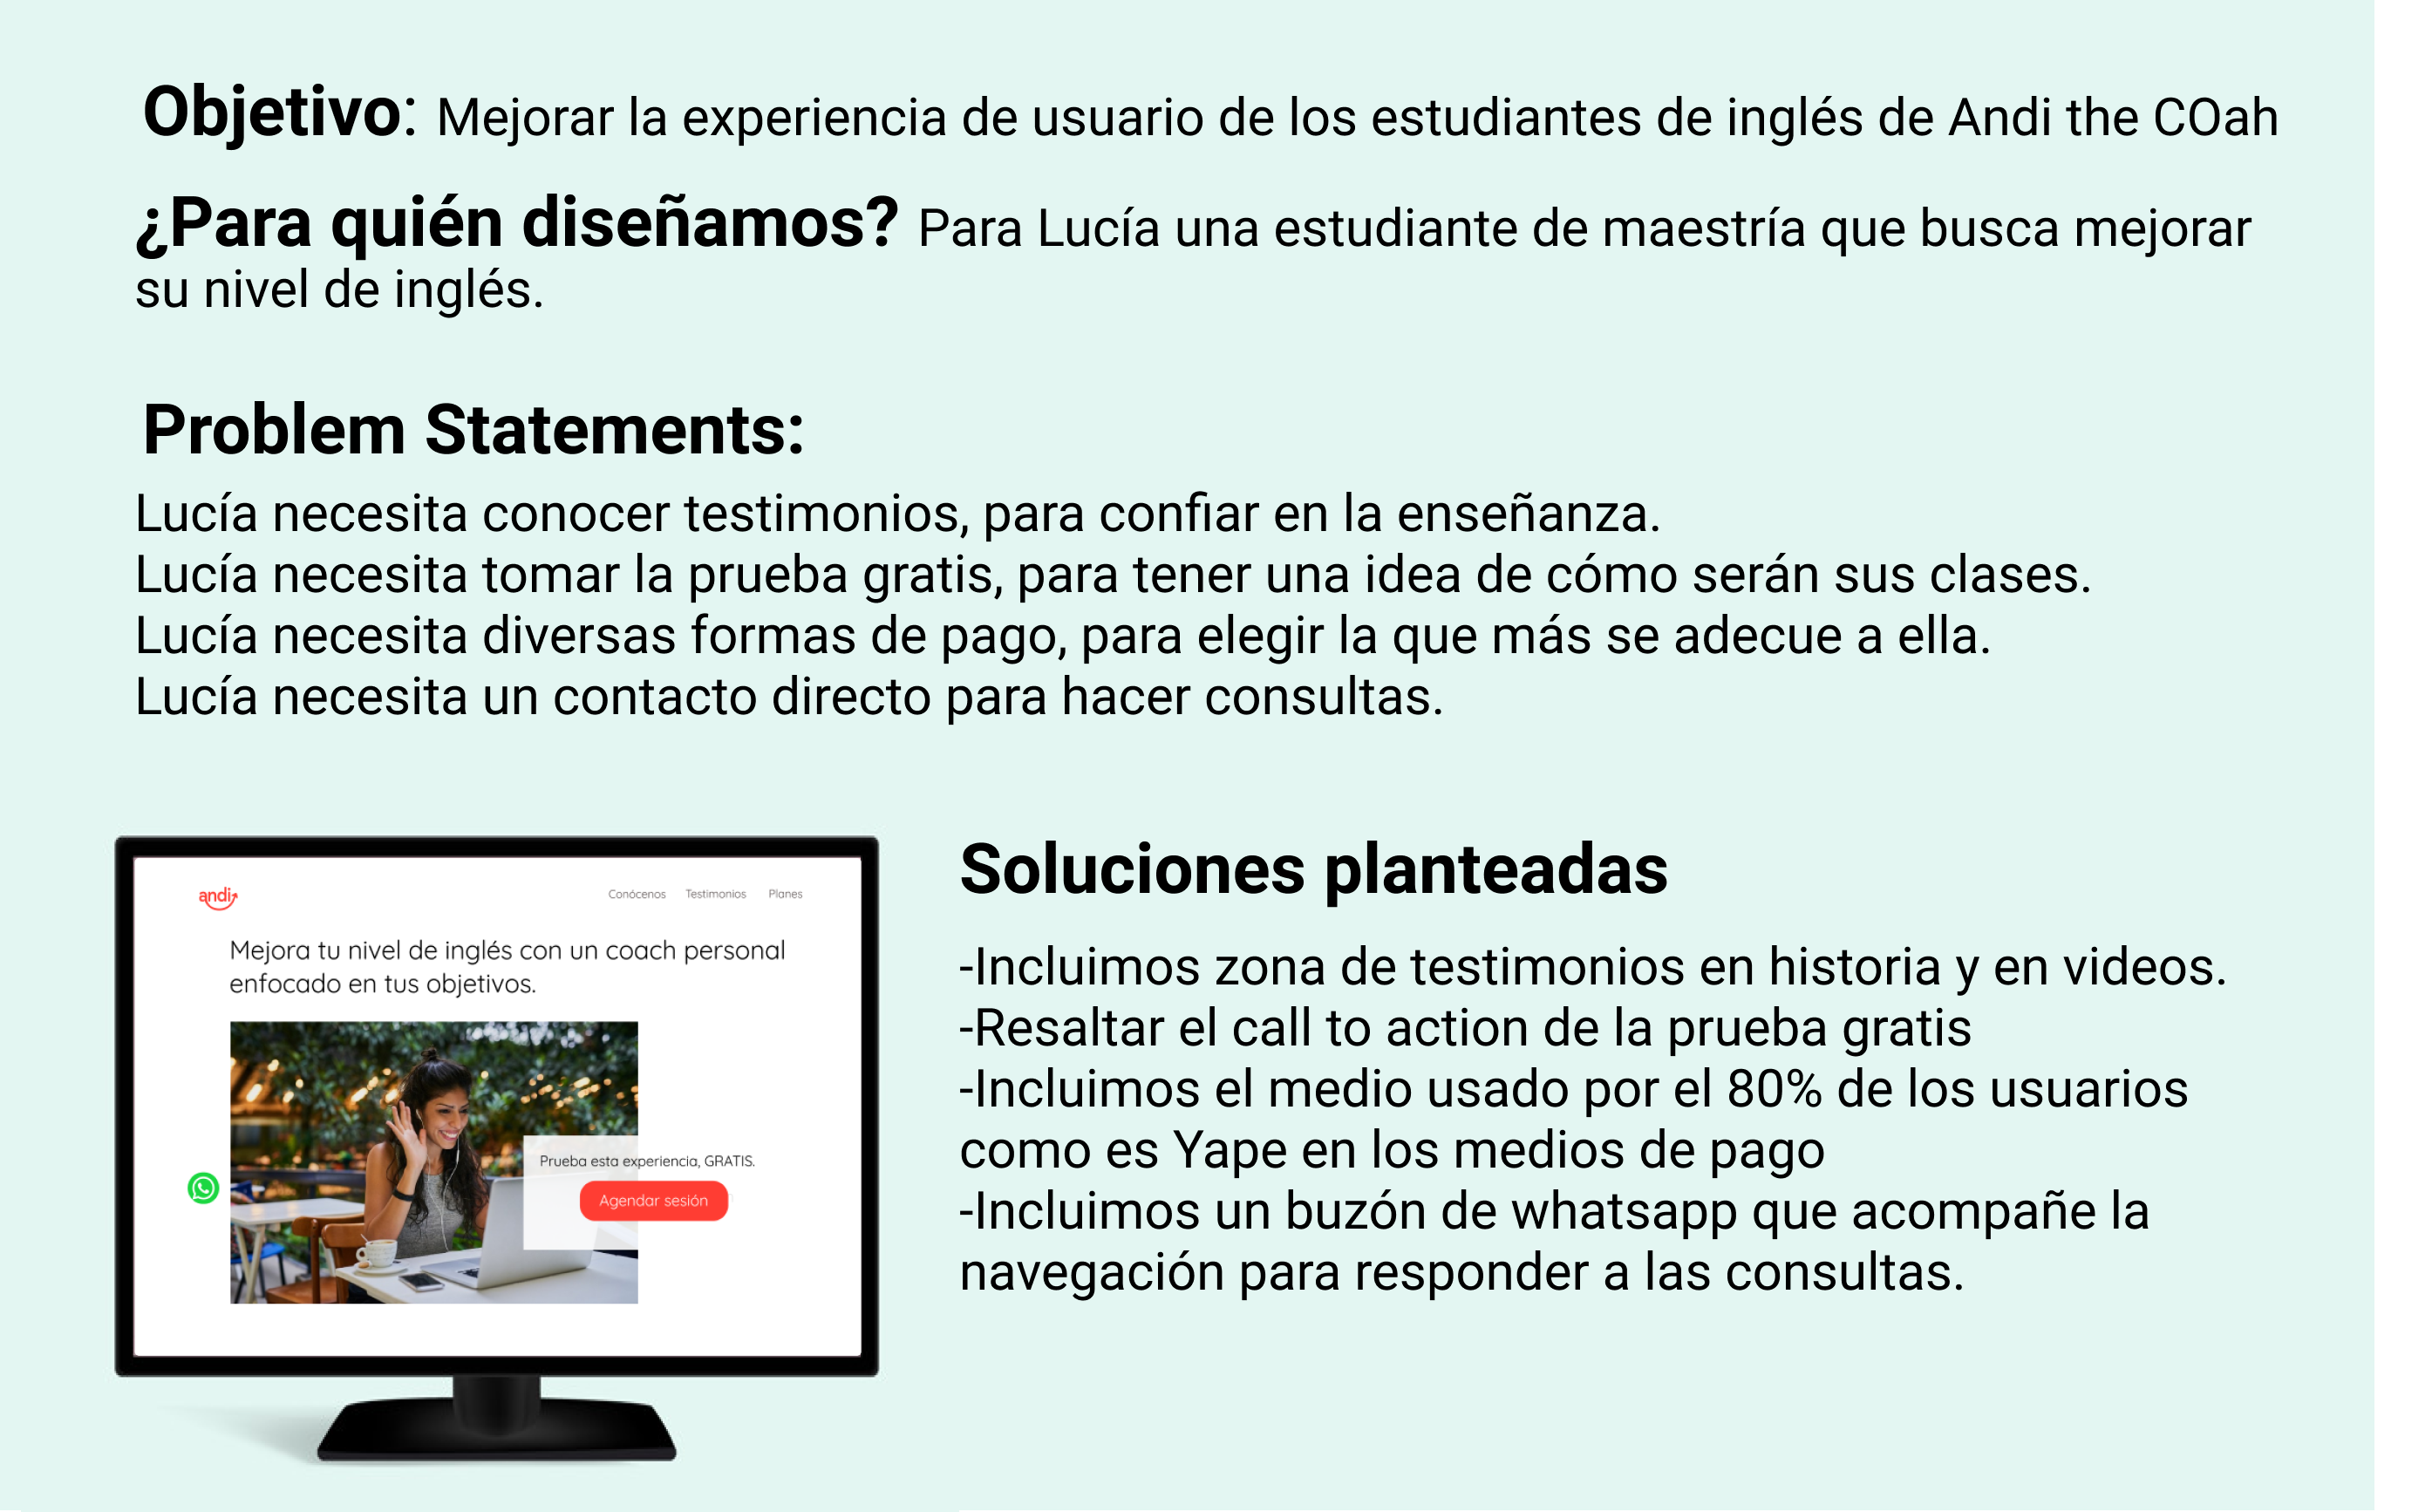 Objetivo: Mejorar la experiencia de usuario de los estudiantes de inglés de Andi the COah
¿Para quién diseñamos? Para Lucía una estudiante de maestría que busca mejorar
su nivel de inglés.
Problem Statements:
Lucía necesita conocer testimonios, para confiar en la enseñanza.
Lucía necesita tomar la prueba gratis, para tener una idea de cómo serán sus clases.
Lucía necesita diversas formas de pago, para elegir la que más se adecue a ella.
Lucía necesita un contacto directo para hacer consultas.
andi
Conócenos Testimonios Planes
Mejora tu nivel de inglés con un coach personal
enfocado en tus objetivos.
Prueba esta experiencia, GRATIS.
Agendar sesión
Soluciones planteadas
-Incluimos zona de testimonios en historia y en videos.
-Resaltar el call to action de la prueba gratis
-Incluimos el medio usado por el 80% de los usuarios
como es Yape en los medios de pago
-Incluimos un buzón de whatsapp que acompañe la
navegación para responder a las consultas.